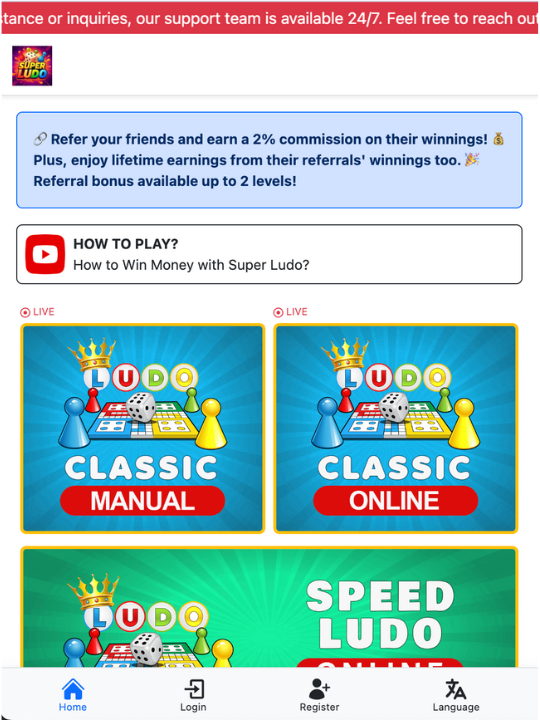 tance or inquiries, our support team is available 24/7. Feel free to reach out
SUPER
LUDO
🔗 Refer your friends and earn a 2% commission on their winnings! 💰
Plus, enjoy lifetime earnings from their referrals' winnings too. 🎉
Referral bonus available up to 2 levels!
HOW TO PLAY?
How to Win Money with Super Ludo?
LIVE
LUDO
CLASSIC
MANUAL
LIVE
LUDO
CLASSIC
ONLINE
LUDO
SPEED
LUDO
ONLINE
Home
Login
Register
Language